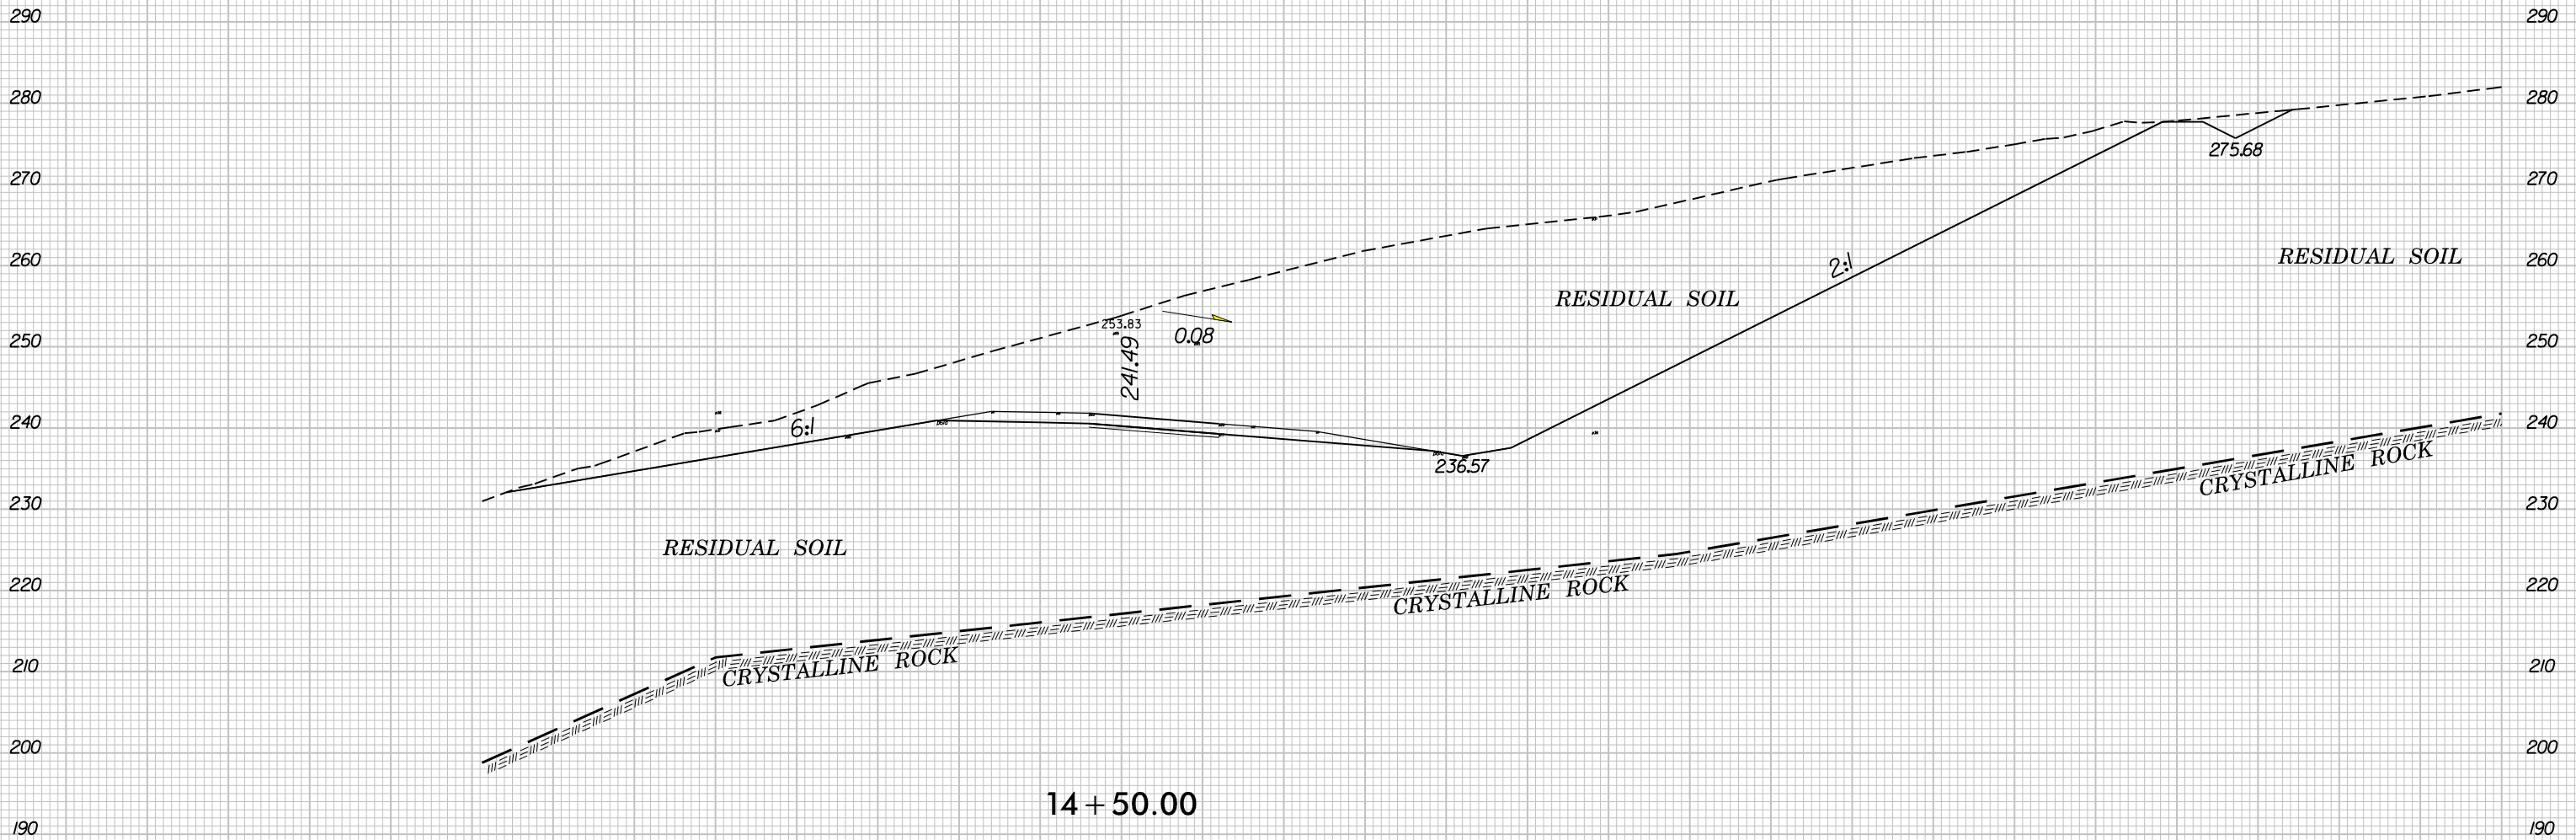 290 290
280 280
275.68
270 270
260 2:1 RESIDUAL SOIL 260
RESIDUAL SOIL
253.83
0.08
250 250
241.49
240 6:1 240
236.57
CRYSTALLINE ROCK
230 230
RESIDUAL SOIL
220 CRYSTALLINE ROCK 220
210 CRYSTALLINE ROCK 210
200 200
14+50.00
190 190